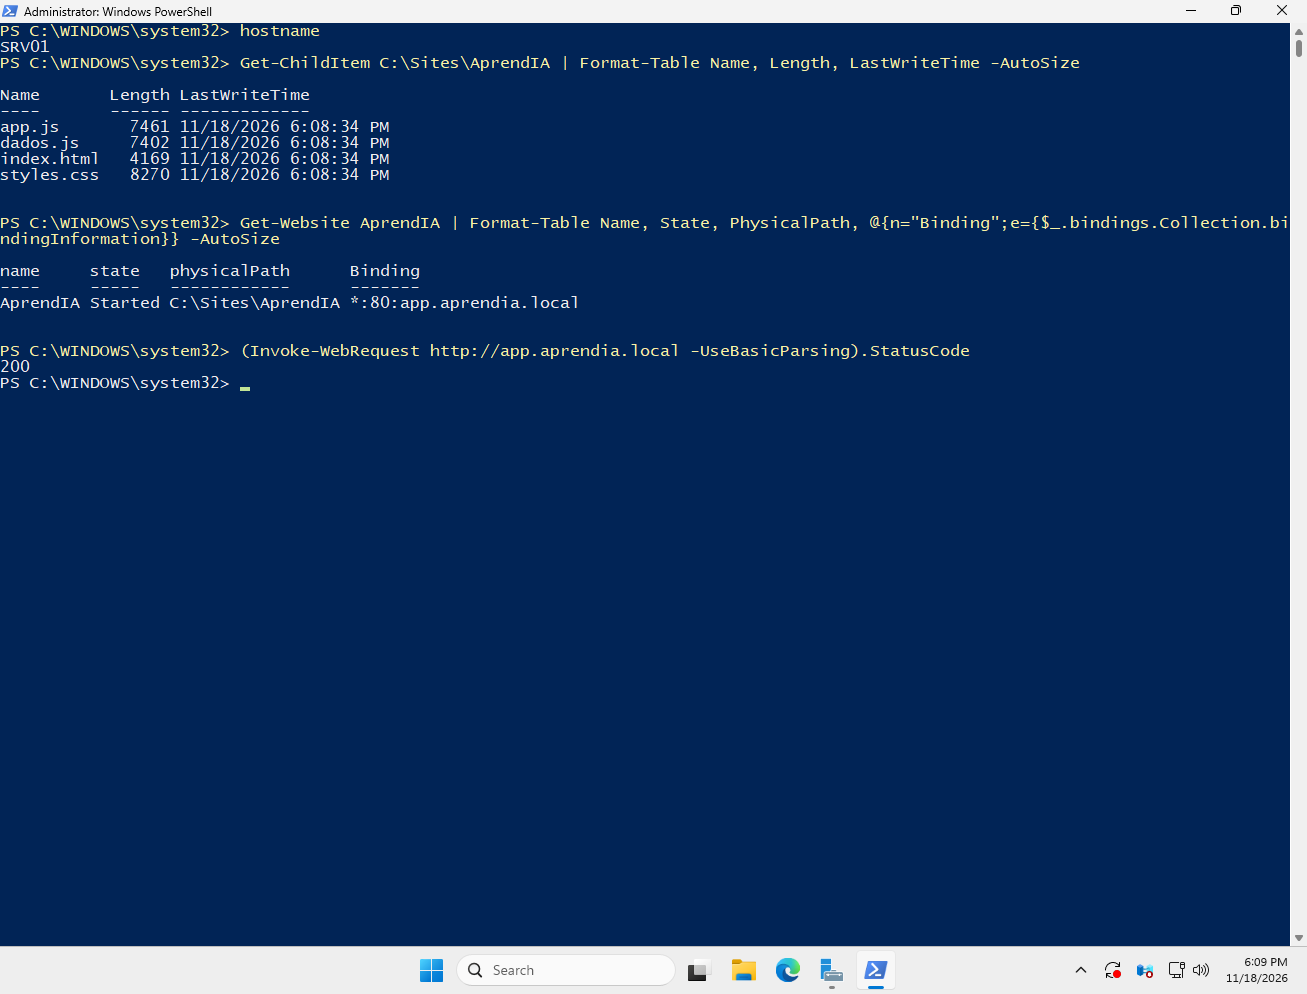 Administrator: Windows PowerShell
PS C:\WINDOWS\system32> hostname
SRV01
PS C:\WINDOWS\system32> Get-ChildItem C:\Sites\AprendIA | Format-Table Name, Length, LastWriteTime -AutoSize
Name       Length LastWriteTime
----       ------ -------------
app.js       7461 11/18/2026 6:08:34 PM
dados.js     7402 11/18/2026 6:08:34 PM
index.html   4169 11/18/2026 6:08:34 PM
styles.css   8270 11/18/2026 6:08:34 PM
PS C:\WINDOWS\system32> Get-Website AprendIA | Format-Table Name, State, PhysicalPath, @{n="Binding";e={$_.bindings.Collection.bi
ndingInformation}} -AutoSize
name     state   physicalPath      Binding
----     -----   ------------      -------
AprendIA Started C:\Sites\AprendIA *:80:app.aprendia.local
PS C:\WINDOWS\system32> (Invoke-WebRequest http://app.aprendia.local -UseBasicParsing).StatusCode
200
PS C:\WINDOWS\system32>
Search
6:09 PM
11/18/2026